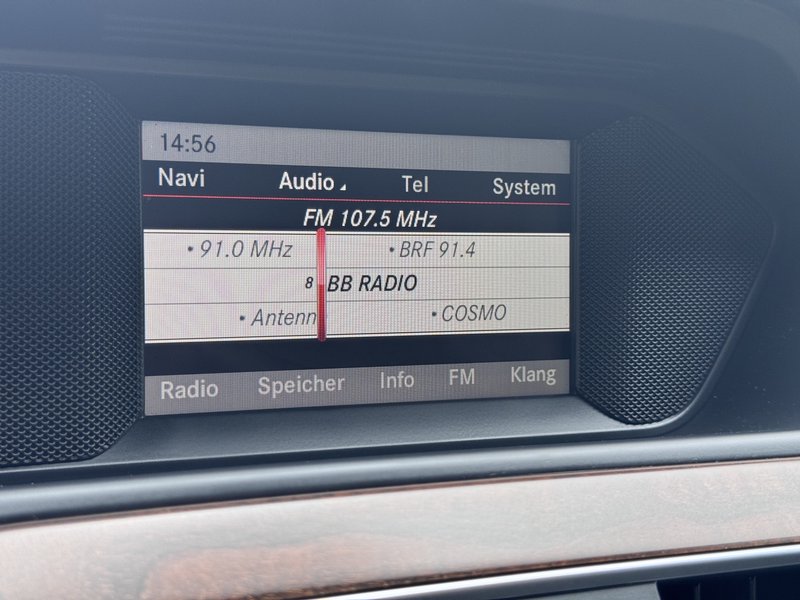 14:56
Navi Audio Tel System
FM 107.5 MHz
• 91.0 MHz • BRF 91.4
8 BB RADIO
• Antenn • COSMO
Radio Speicher Info FM Klang